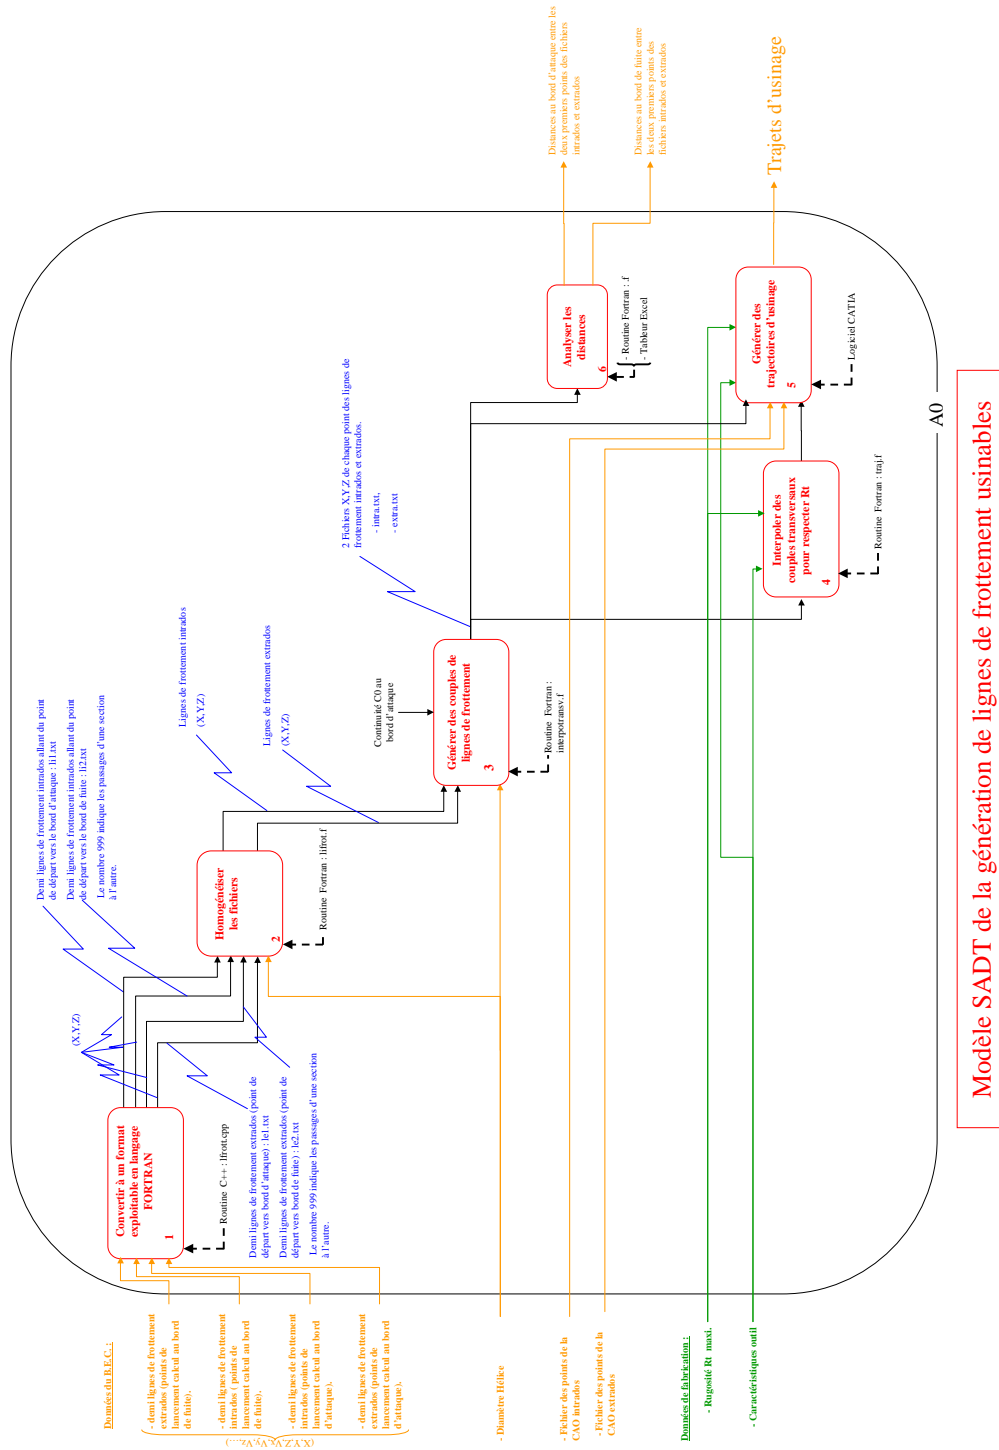 Données du B.E.C. :
- demi lignes de frottement
extrados (points de
lancement calcul au bord
de fuite).
- demi lignes de frottement
intrados ( points de
lancement calcul au bord
de fuite).
- demi lignes de frottement
intrados (points de
lancement calcul au bord
d'attaque).
- demi lignes de frottement
extrados (points de
lancement calcul au bord
d'attaque).
- Diamètre Hélice
- Fichier des points de la
CAO intrados
- Fichier des points de la
CAO extrados
Données de fabrication :
- Rugosité Rt maxi.
- Caractéristiques outil
Convertir à un format
exploitable en langage
FORTRAN
1
Routine C++ : lfrott.cpp
(X,Y,Z)
Demi lignes de frottement intrados allant du point
de départ vers le bord d'attaque : li1.txt
Demi lignes de frottement intrados allant du point
de départ vers le bord de fuite : li2.txt
Le nombre 999 indique les passages d'une section
à l'autre.
Demi lignes de frottement extrados (point de
départ vers bord d'attaque) : le1.txt
Demi lignes de frottement extrados (point de
départ vers bord de fuite) : le2.txt
Le nombre 999 indique les passages d'une section
à l'autre.
Homogénéiser
les fichiers
2
Routine Fortran : lifrot.f
Lignes de frottement intrados
(X,Y,Z)
Lignes de frottement extrados
(X,Y,Z)
Continuité C0 au
bord d'attaque
Générer des couples de
lignes de frottement
3
Routine Fortran :
interpotransv.f
2 Fichiers X,Y,Z de chaque point des lignes de
frottement intrados et extrados.
- intra.txt,
- extra.txt
Interpoler des
couples transversaux
pour respecter Rt
4
Routine Fortran : traj.f
Analyser les
distances
6
- Routine Fortran : .f
- Tableur Excel
Générer des
trajectoires d'usinage
5
Logiciel CATIA
Distances au bord d'attaque entre les
deux premiers points des fichiers
intrados et extrados
Distances au bord de fuite entre
les deux premiers points des
fichiers intrados et extrados
Trajets d'usinage
A0
Modèle SADT de la génération de lignes de frottement usinables